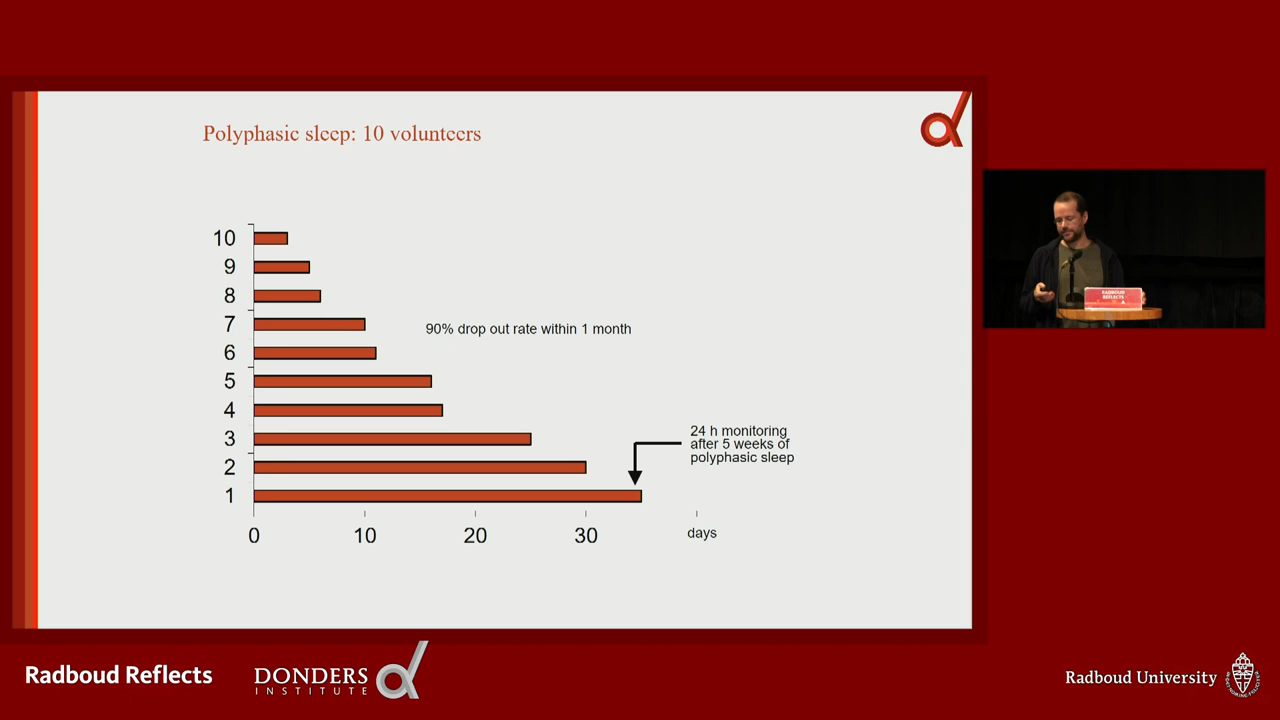 Polyphasic sleep: 10 volunteers
10
9
8
7
90% drop out rate within 1 month
6
5
4
24 h monitoring
after 5 weeks of
polyphasic sleep
3
2
1
0 10 20 30 days
RADBOUD
REFLECTS
Radboud Reflects
DONDERS
INSTITUTE
Radboud University